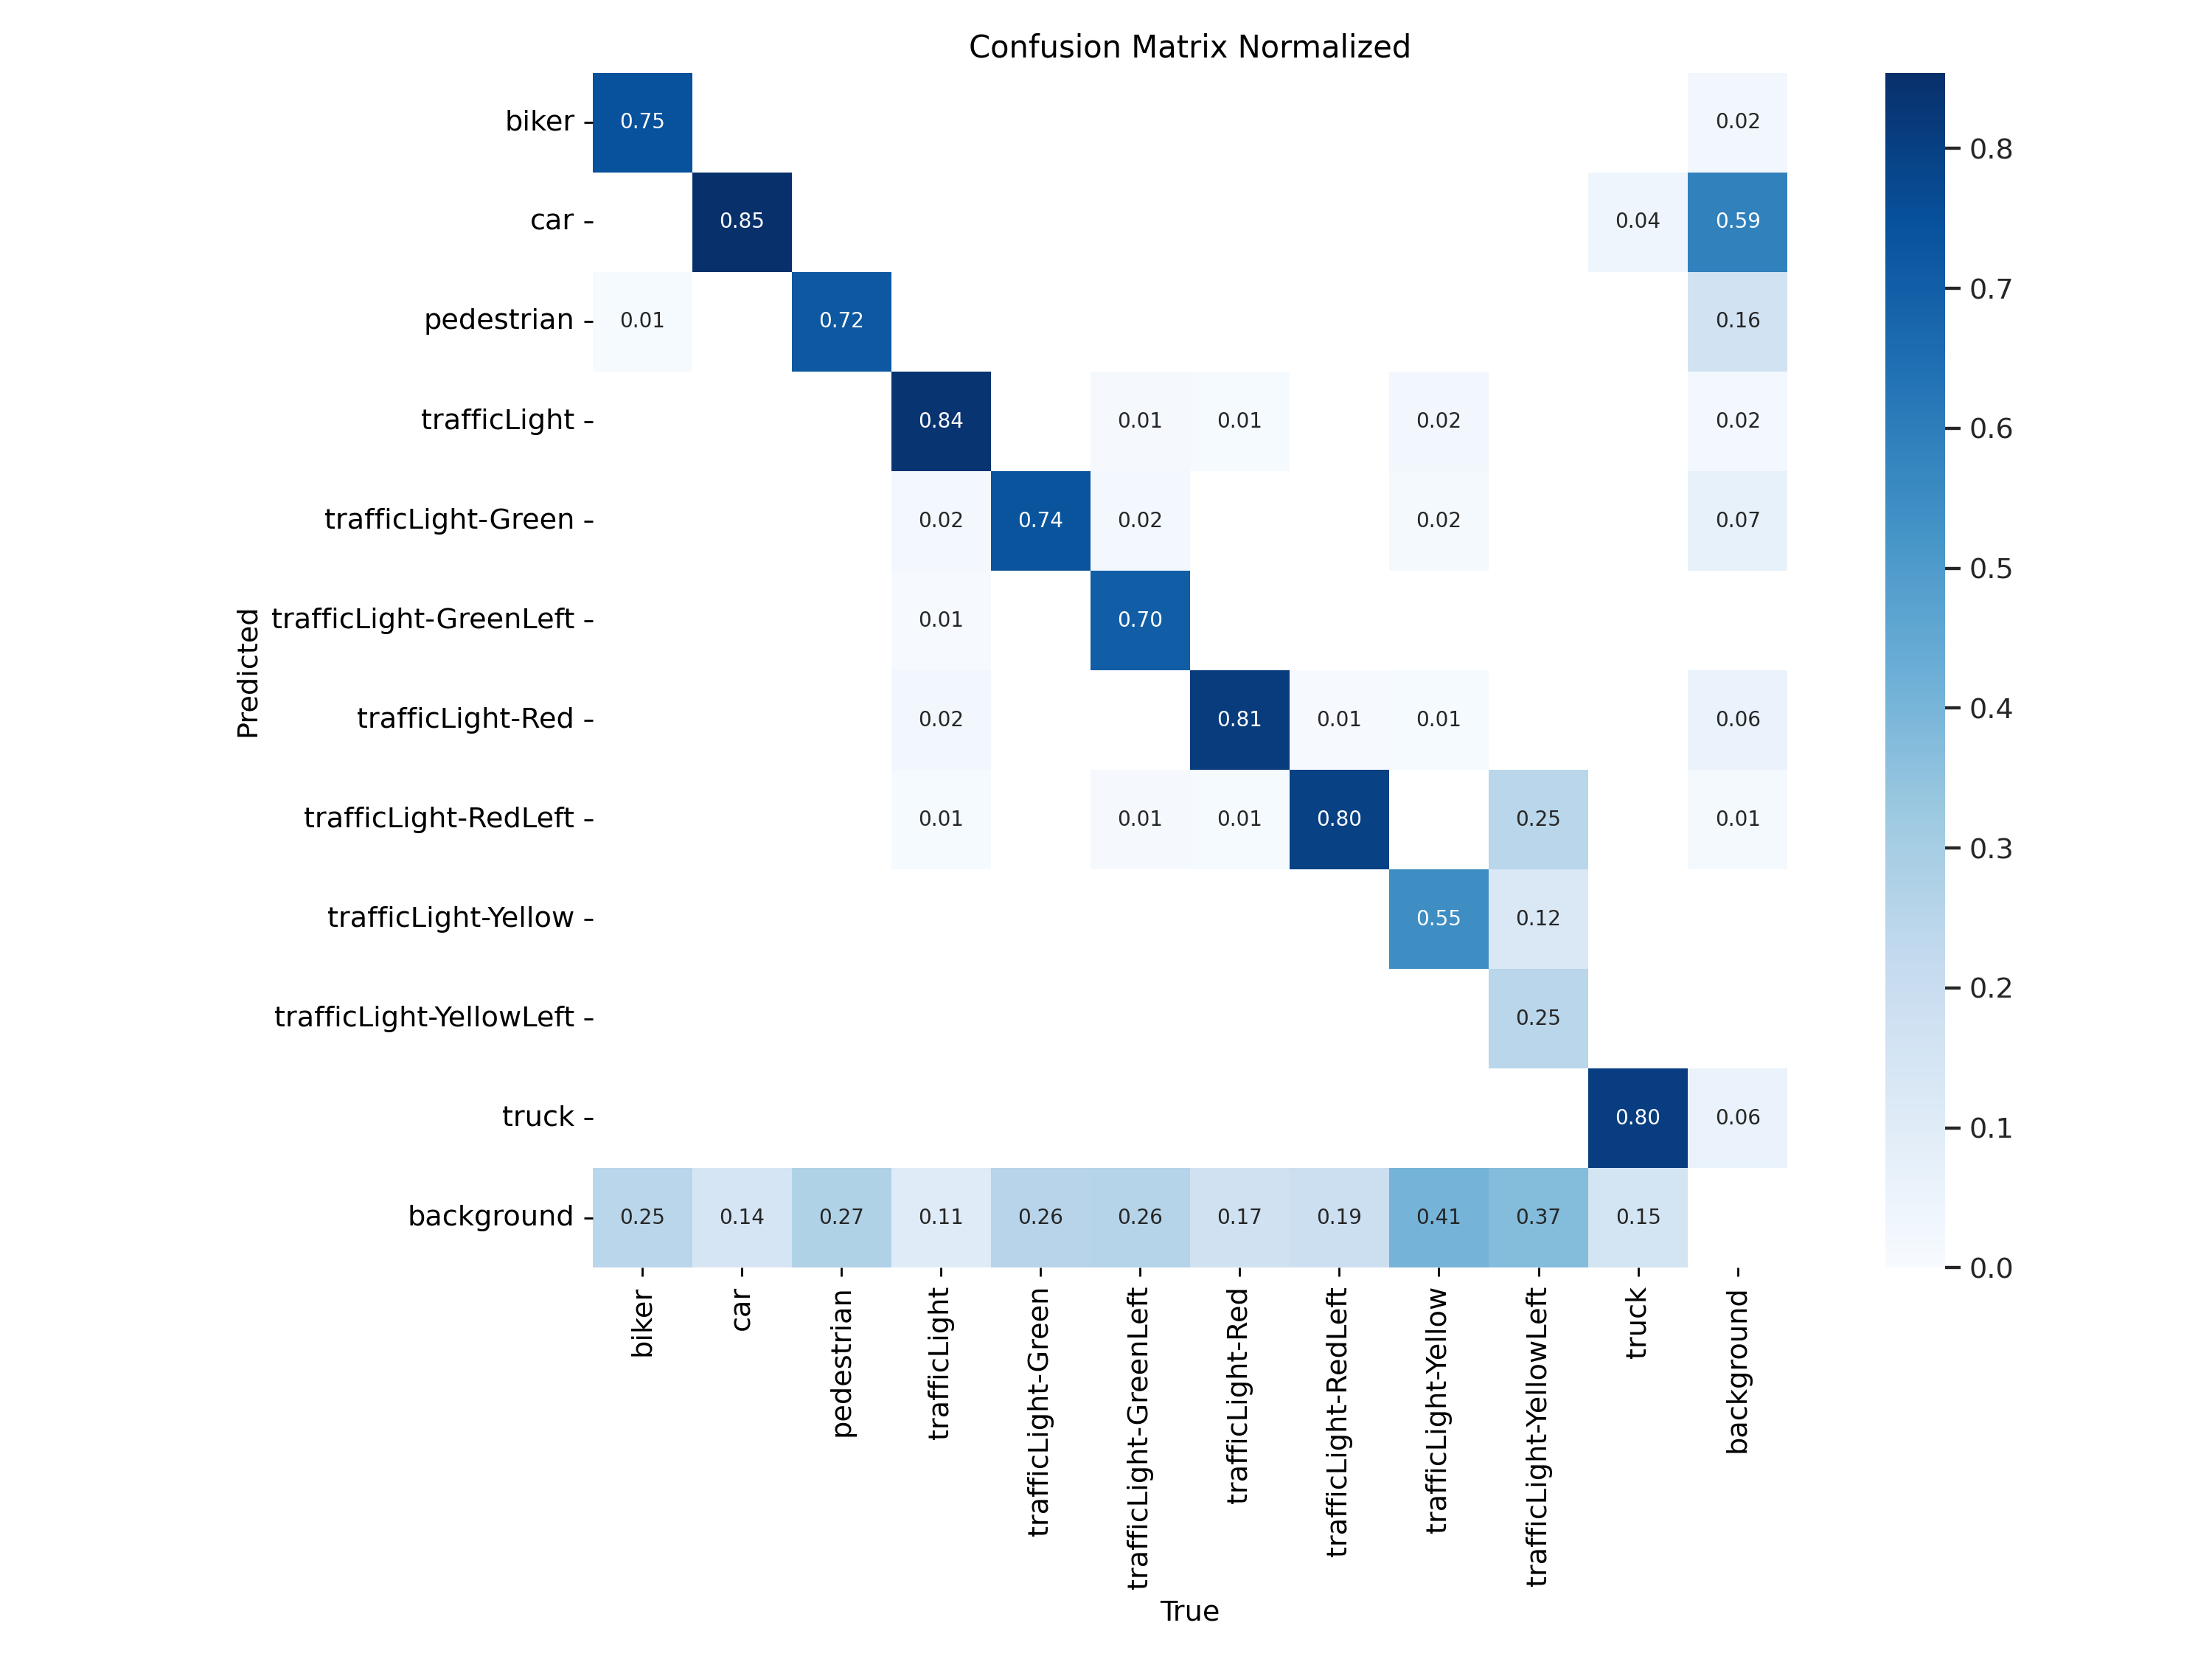 Confusion Matrix Normalized
biker 0.75 0.02
car 0.85 0.04 0.59
pedestrian 0.01 0.72 0.16
trafficLight 0.84 0.01 0.01 0.02 0.02
trafficLight-Green 0.02 0.74 0.02 0.02 0.07
trafficLight-GreenLeft 0.01 0.70
trafficLight-Red 0.02 0.81 0.01 0.01 0.06
trafficLight-RedLeft 0.01 0.01 0.01 0.80 0.25 0.01
trafficLight-Yellow 0.55 0.12
trafficLight-YellowLeft 0.25
truck 0.80 0.06
background 0.25 0.14 0.27 0.11 0.26 0.26 0.17 0.19 0.41 0.37 0.15
Predicted
biker
car
pedestrian
trafficLight
trafficLight-Green
trafficLight-GreenLeft
trafficLight-Red
trafficLight-RedLeft
trafficLight-Yellow
trafficLight-YellowLeft
truck
background
True
0.8
0.7
0.6
0.5
0.4
0.3
0.2
0.1
0.0